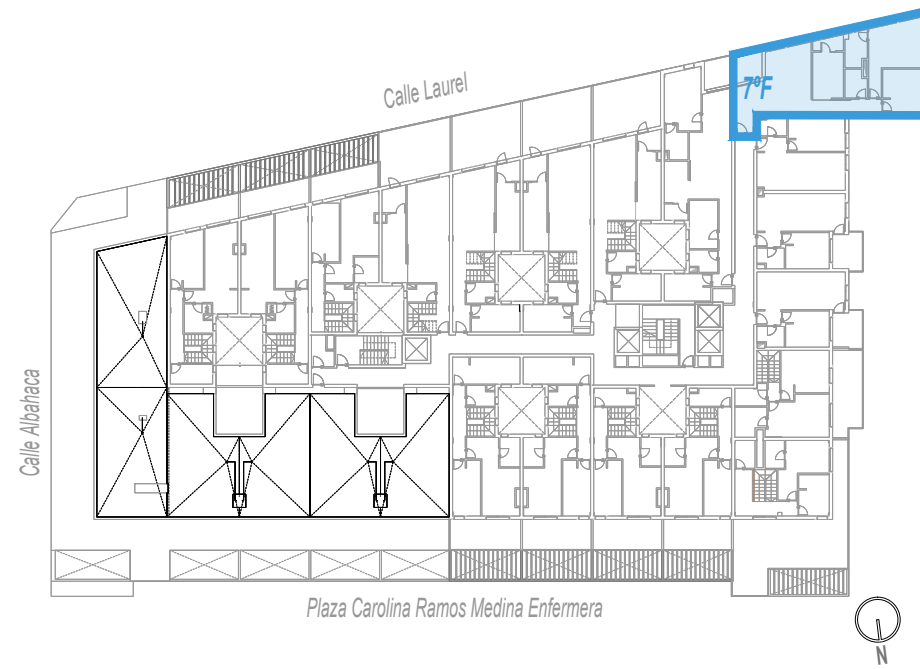 Calle Laurel
7ºF
Calle Albahaca
Plaza Carolina Ramos Medina Enfermera
N